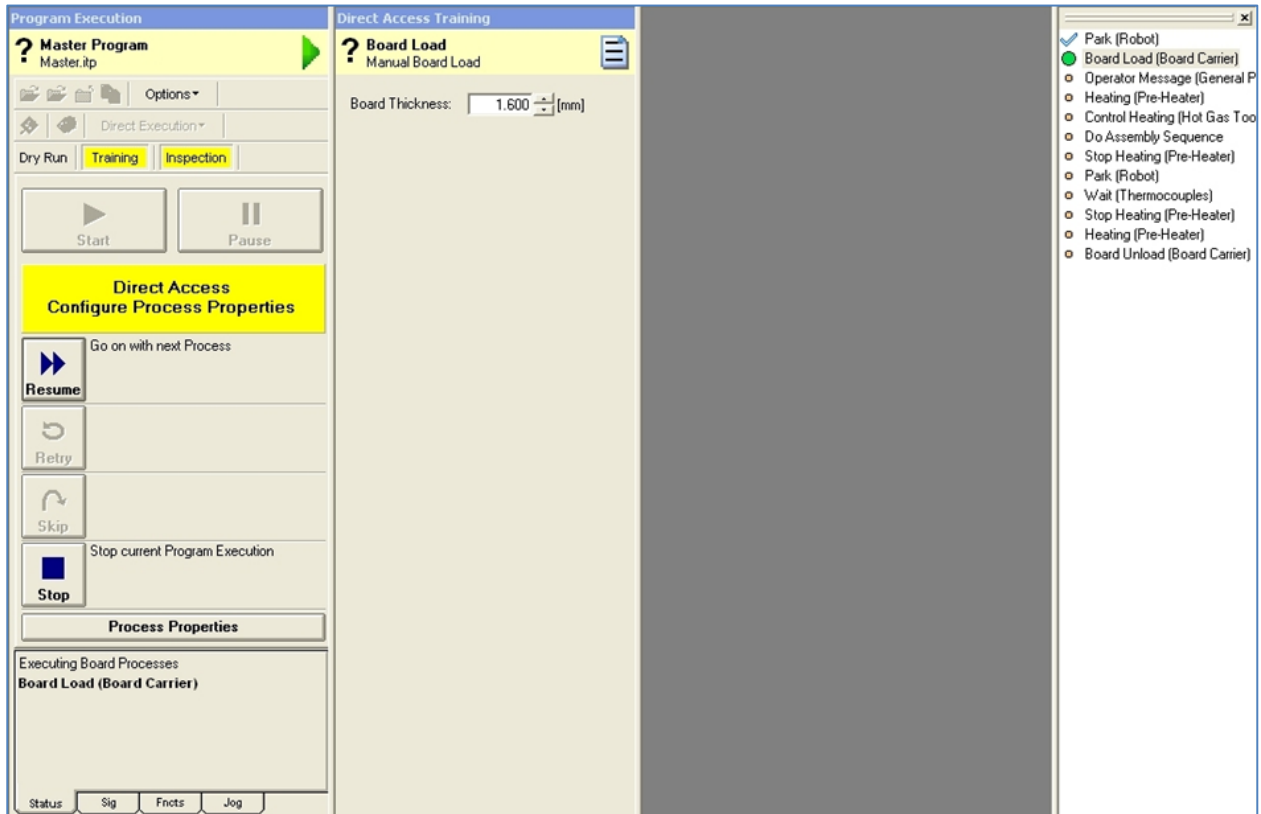 Program Execution
? Master Program
Master.itp
Options
Direct Execution
Dry Run Training Inspection
Start Pause
Direct Access
Configure Process Properties
Go on with next Process
Resume
Retry
Skip
Stop current Program Execution
Stop
Process Properties
Executing Board Processes
Board Load (Board Carrier)
Status Sig Fncts Jog
Direct Access Training
? Board Load
Manual Board Load
Board Thickness: 1.600 [mm]
Park (Robot)
Board Load (Board Carrier)
Operator Message (General P
Heating (Pre-Heater)
Control Heating (Hot Gas Too
Do Assembly Sequence
Stop Heating (Pre-Heater)
Park (Robot)
Wait (Thermocouples)
Stop Heating (Pre-Heater)
Heating (Pre-Heater)
Board Unload (Board Carrier)